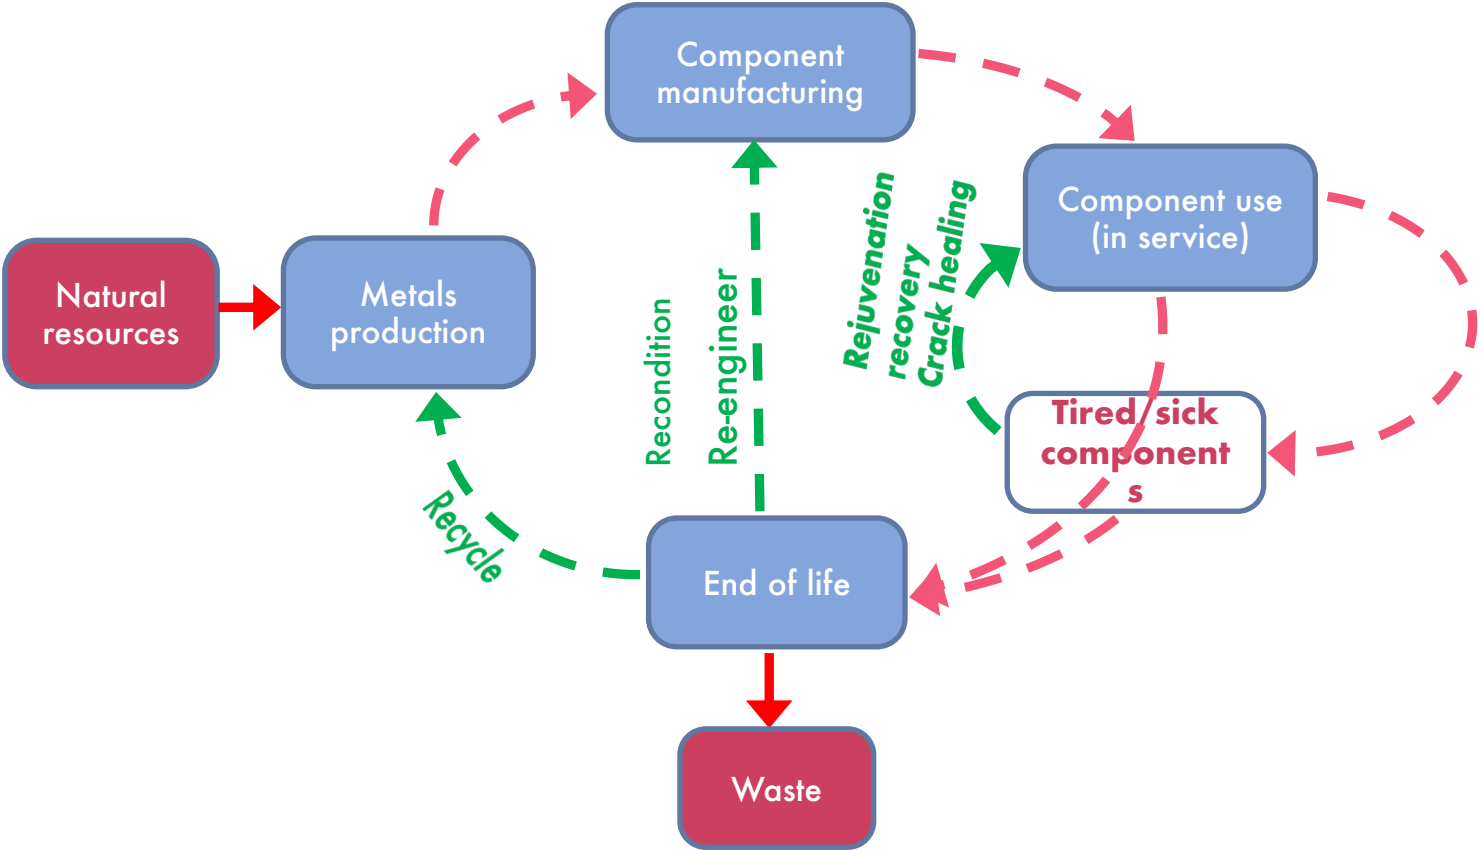 Component
manufacturing
Component use
(in service)
Rejuvenation
recovery
Crack healing
Natural
resources
Metals
production
Recondition
Re-engineer
Tired/sick
component
s
Recycle
End of life
Waste